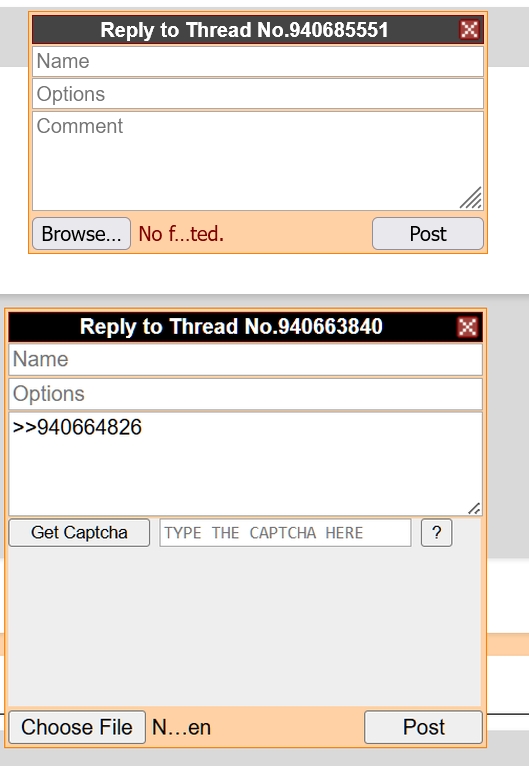 Reply to Thread No.940685551
Name
Options
Comment
Browse... No f...ted. Post
Reply to Thread No.940663840
Name
Options
>>940664826
Get Captcha TYPE THE CAPTCHA HERE ?
Choose File N...en Post